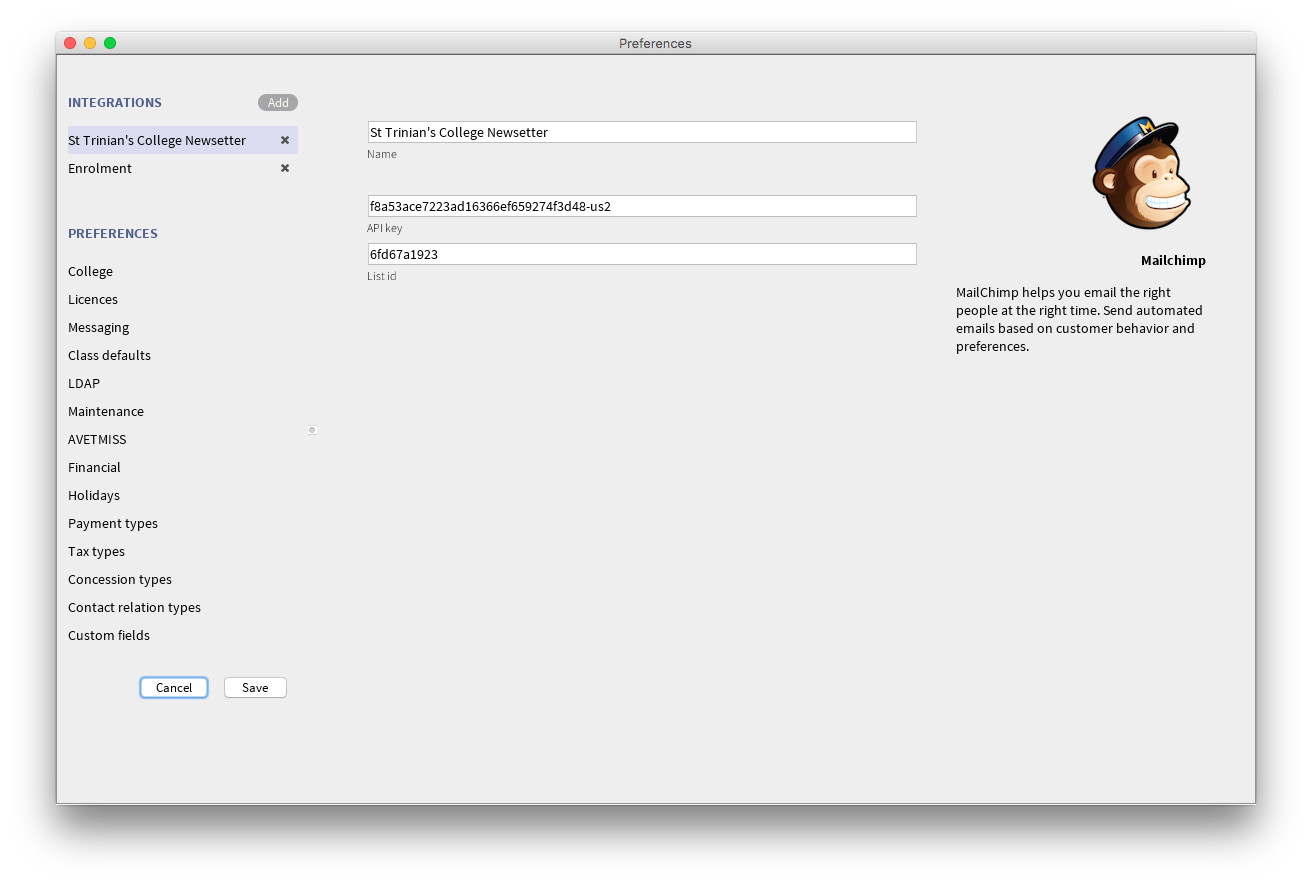 Preferences
INTEGRATIONS
Add
St Trinian's College Newsetter
Enrolment
PREFERENCES
College
Licences
Messaging
Class defaults
LDAP
Maintenance
AVETMISS
Financial
Holidays
Payment types
Tax types
Concession types
Contact relation types
Custom fields
Cancel
Save
St Trinian's College Newsetter
Name
f8a53ace7223ad16366ef659274f3d48-us2
API key
6fd67a1923
List id
M
Mailchimp
MailChimp helps you email the right
people at the right time. Send automated
emails based on customer behavior and
preferences.